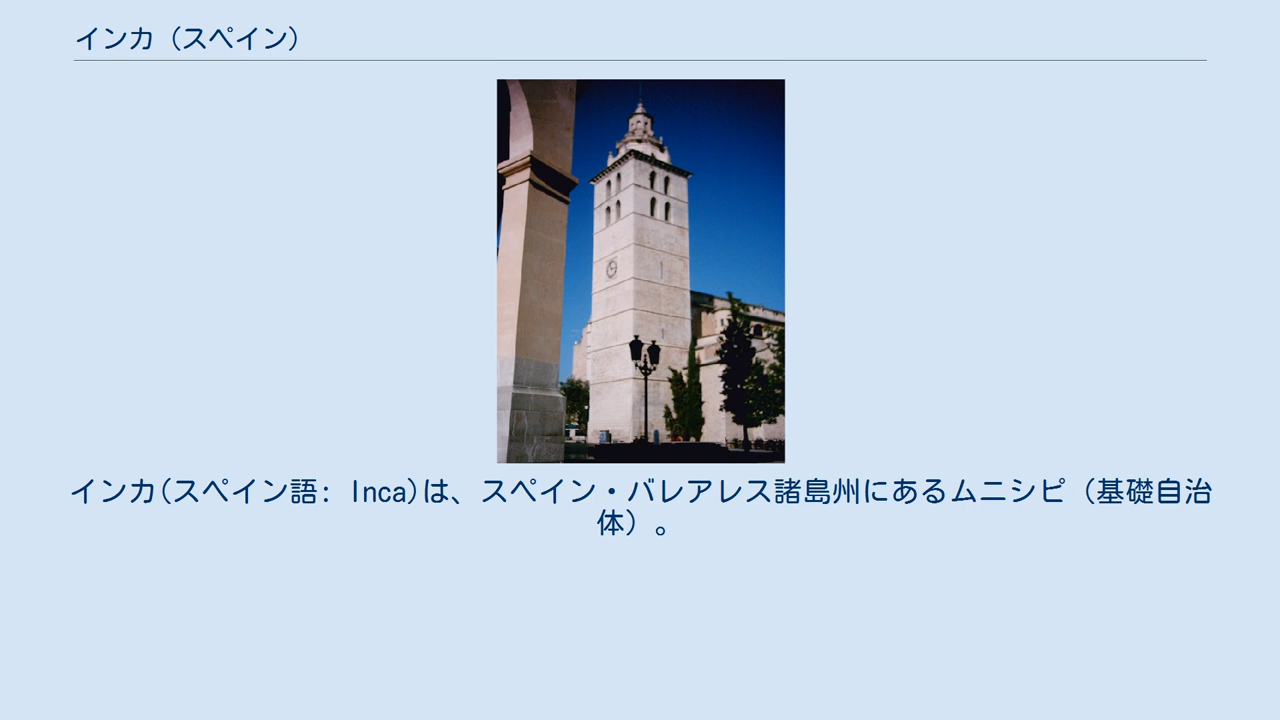 インカ（スペイン）
インカ(スペイン語: Inca)は、スペイン・バレアレス諸島州にあるムニシピ（基礎自治
体）。